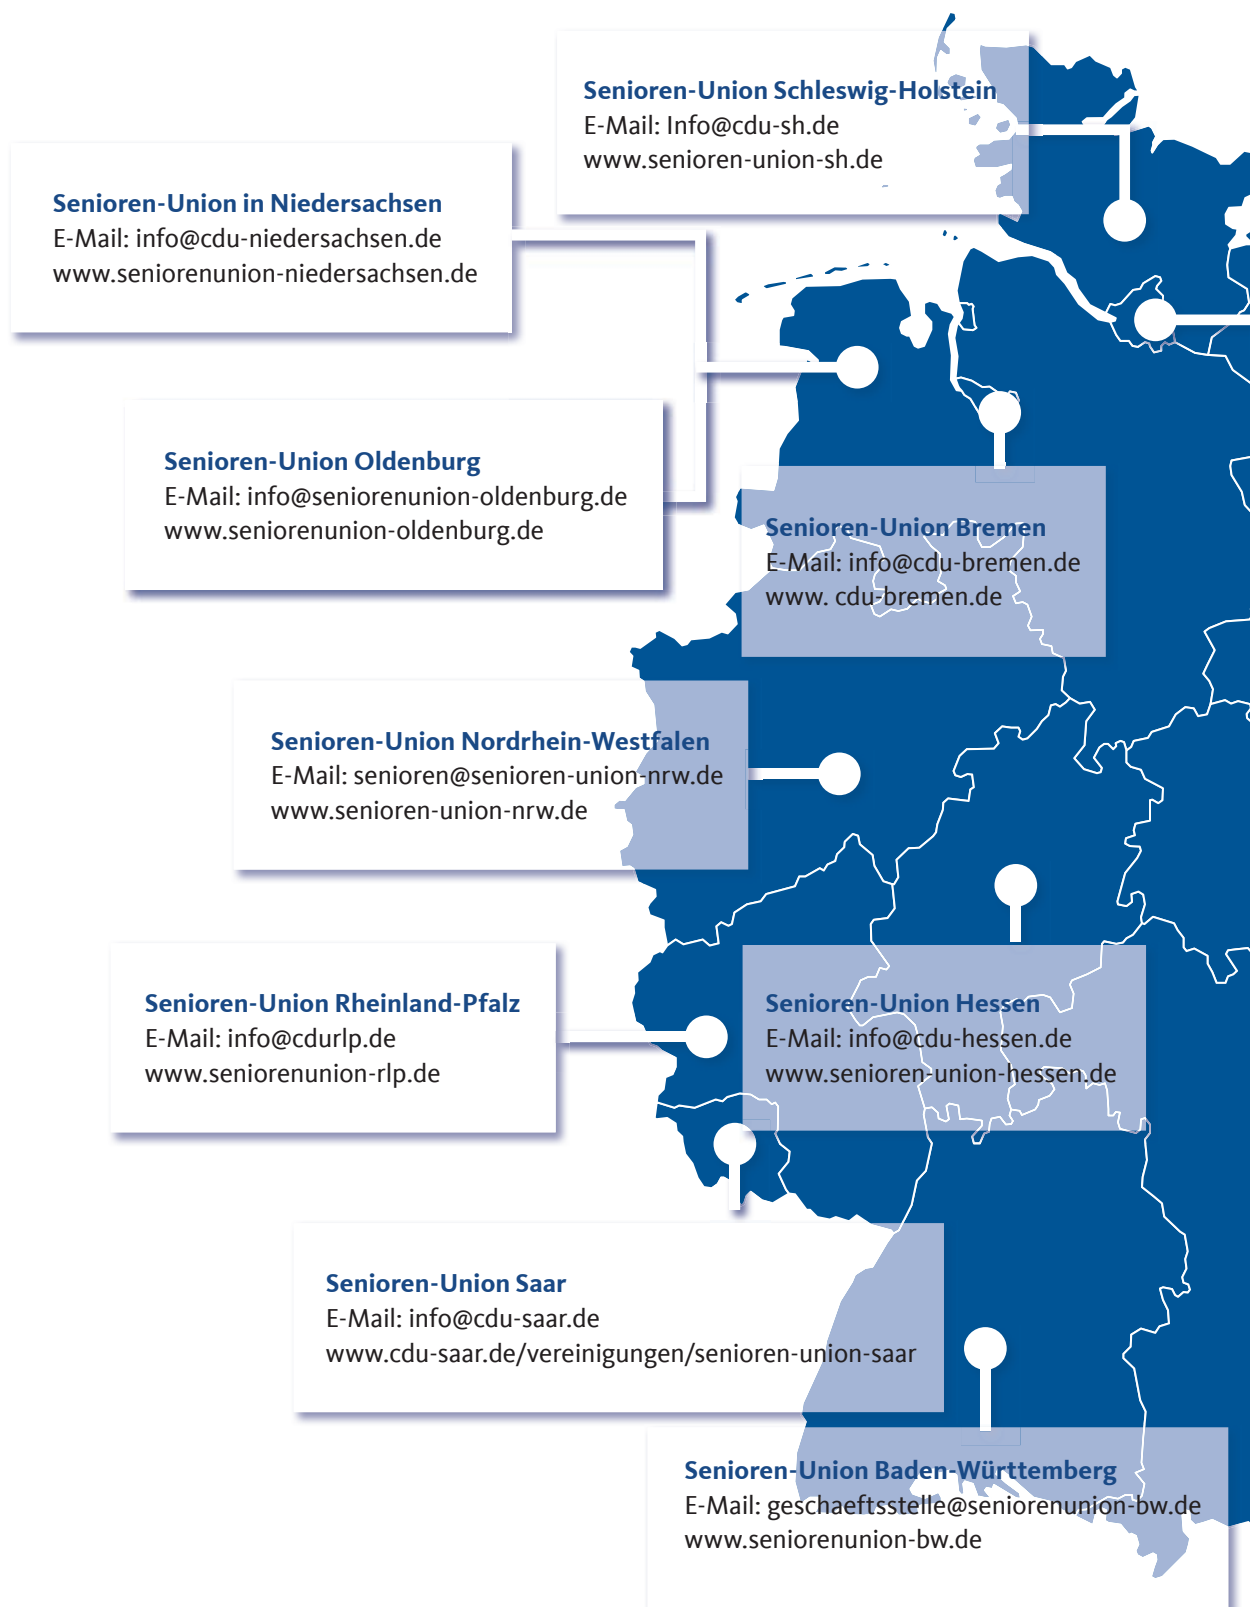 Senioren-Union Schleswig-Holstein
E-Mail: Info@cdu-sh.de
www.senioren-union-sh.de
Senioren-Union in Niedersachsen
E-Mail: info@cdu-niedersachsen.de
www.seniorenunion-niedersachsen.de
Senioren-Union Oldenburg
E-Mail: info@seniorenunion-oldenburg.de
www.seniorenunion-oldenburg.de
Senioren-Union Bremen
E-Mail: info@cdu-bremen.de
www. cdu-bremen.de
Senioren-Union Nordrhein-Westfalen
E-Mail: senioren@senioren-union-nrw.de
www.senioren-union-nrw.de
Senioren-Union Rheinland-Pfalz
E-Mail: info@cdurlp.de
www.seniorenunion-rlp.de
Senioren-Union Hessen
E-Mail: info@cdu-hessen.de
www.senioren-union-hessen.de
Senioren-Union Saar
E-Mail: info@cdu-saar.de
www.cdu-saar.de/vereinigungen/senioren-union-saar
Senioren-Union Baden-Württemberg
E-Mail: geschaeftsstelle@seniorenunion-bw.de
www.seniorenunion-bw.de